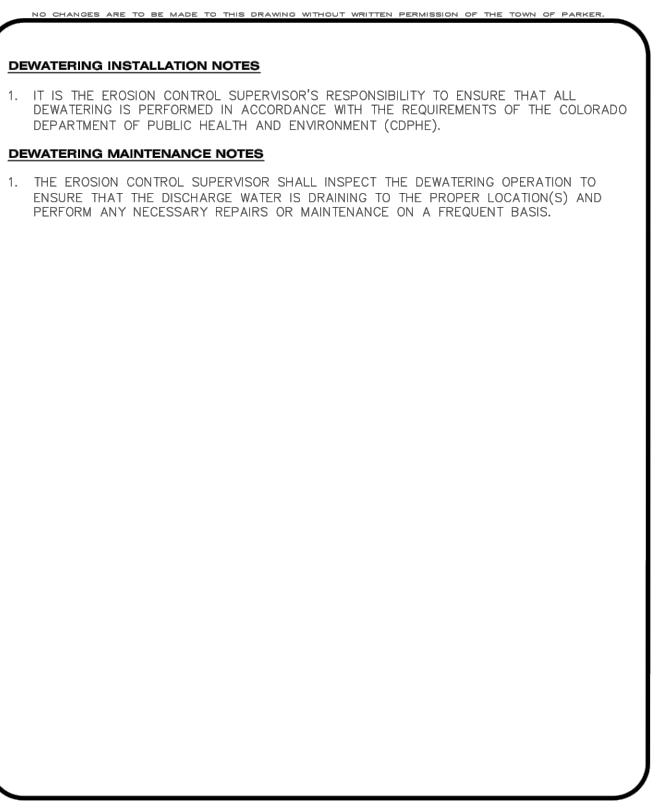 NO CHANGES ARE TO BE MADE TO THIS DRAWING WITHOUT WRITTEN PERMISSION OF THE TOWN OF PARKER.
DEWATERING INSTALLATION NOTES
1. IT IS THE EROSION CONTROL SUPERVISOR'S RESPONSIBILITY TO ENSURE THAT ALL
DEWATERING IS PERFORMED IN ACCORDANCE WITH THE REQUIREMENTS OF THE COLORADO
DEPARTMENT OF PUBLIC HEALTH AND ENVIRONMENT (CDPHE).
DEWATERING MAINTENANCE NOTES
1. THE EROSION CONTROL SUPERVISOR SHALL INSPECT THE DEWATERING OPERATION TO
ENSURE THAT THE DISCHARGE WATER IS DRAINING TO THE PROPER LOCATION(S) AND
PERFORM ANY NECESSARY REPAIRS OR MAINTENANCE ON A FREQUENT BASIS.